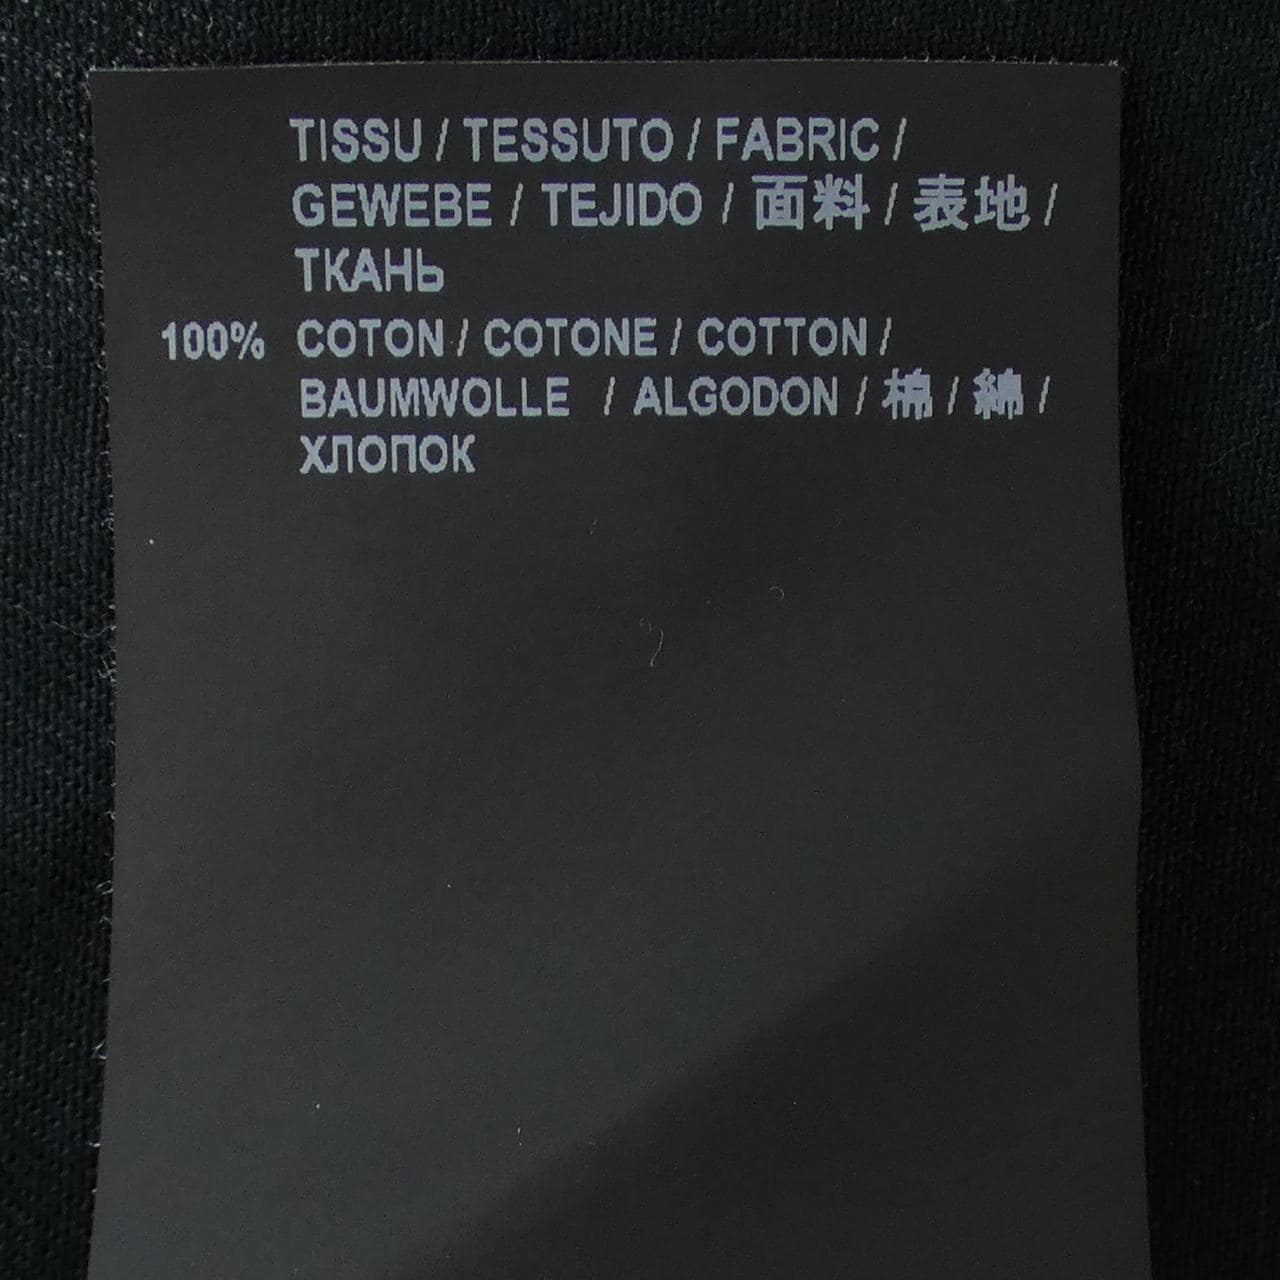 TISSU / TESSUTO / FABRIC /
GEWEBE / TEJIDO / 面料 / 表地 /
ТКАНЬ
100% COTON / COTONE / COTTON /
BAUMWOLLE / ALGODON / 棉 / 綿 /
ХЛОПОК